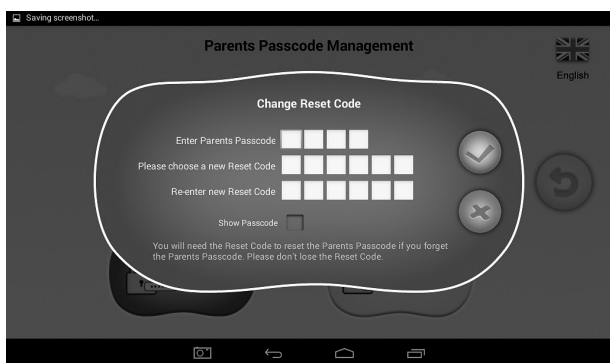 Saving screenshot...
Parents Passcode Management
English
Change Reset Code
Enter Parents Passcode
Please choose a new Reset Code
Re-enter new Reset Code
Show Passcode
You will need the Reset Code to reset the Parents Passcode if you forget
the Parents Passcode. Please don't lose the Reset Code.